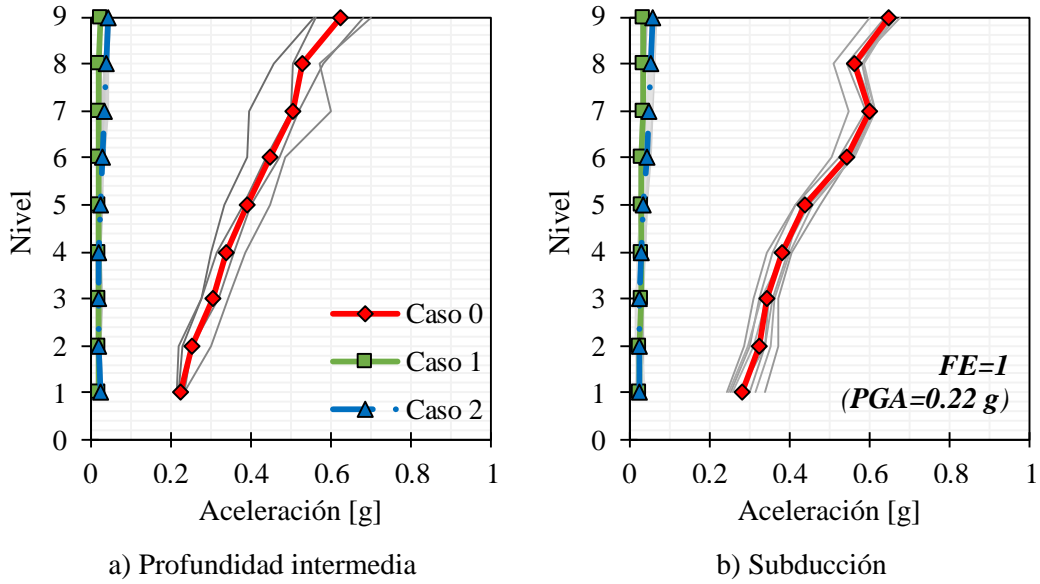 9
8
7
6
5
4
3
2
1
0
Nivel
Caso 0
Caso 1
Caso 2
0 0.2 0.4 0.6 0.8 1
Aceleración [g]
a) Profundidad intermedia
9
8
7
6
5
4
3
2
1
0
Nivel
FE=1
(PGA=0.22 g)
0 0.2 0.4 0.6 0.8 1
Aceleración [g]
b) Subducción